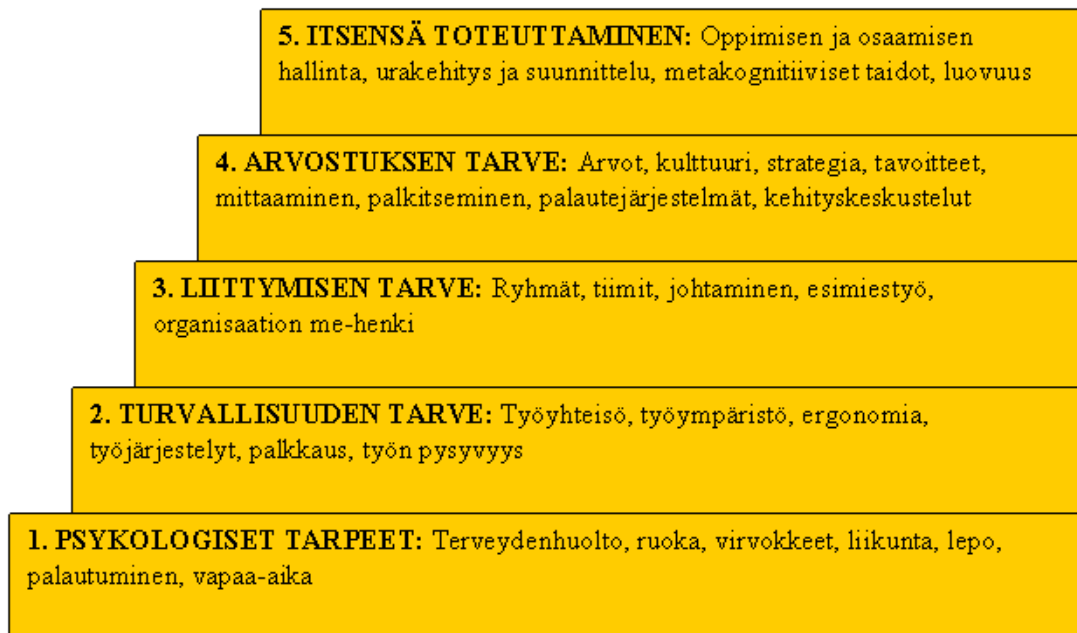 5. ITSENSÄ TOTEUTTAMINEN: Oppimisen ja osaamisen
hallinta, urakehitys ja suunnittelu, metakognitiiviset taidot, luovuus
4. ARVOSTUKSEN TARVE: Arvot, kulttuuri, strategia, tavoitteet,
mittaaminen, palkitseminen, palautejärjestelmät, kehityskeskustelut
3. LIITTYMISEN TARVE: Ryhmät, tiimit, johtaminen, esimiestyö,
organisaation me-henki
2. TURVALLISUUDEN TARVE: Työyhteisö, työympäristö, ergonomia,
työjärjestelyt, palkkaus, työn pysyvyys
1. PSYKOLOGISET TARPEET: Terveydenhuolto, ruoka, virvokkeet, liikunta, lepo,
palautuminen, vapaa-aika